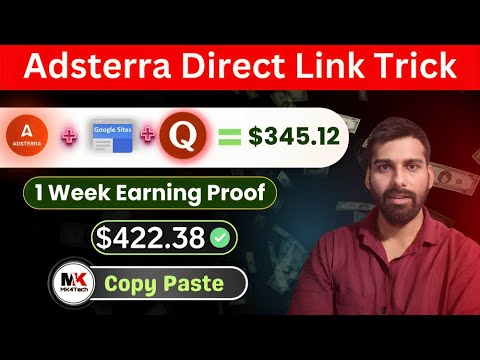 Adsterra Direct Link Trick
A
ADSTERRA
+
Google Sites
+
Q
= $345.12
1 Week Earning Proof
$422.38
MK
MK4Tech
Copy Paste